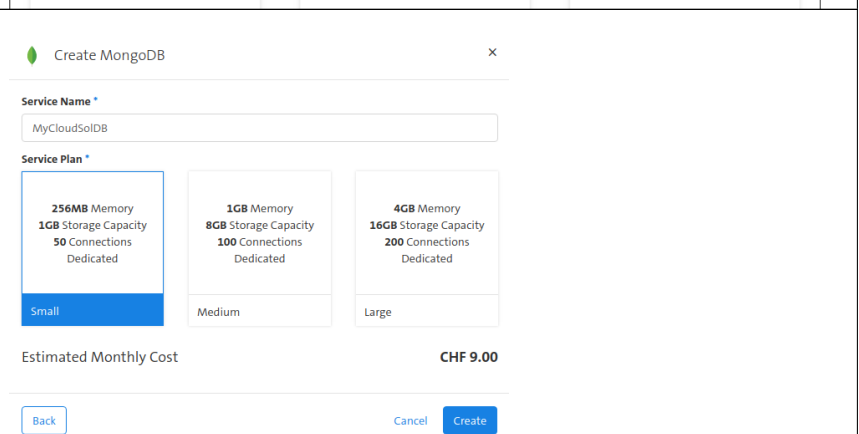 Create MongoDB
×
Service Name *
MyCloudSolDB
Service Plan *
256MB Memory
1GB Storage Capacity
50 Connections
Dedicated
Small
1GB Memory
8GB Storage Capacity
100 Connections
Dedicated
Medium
4GB Memory
16GB Storage Capacity
200 Connections
Dedicated
Large
Estimated Monthly Cost CHF 9.00
Back Cancel Create